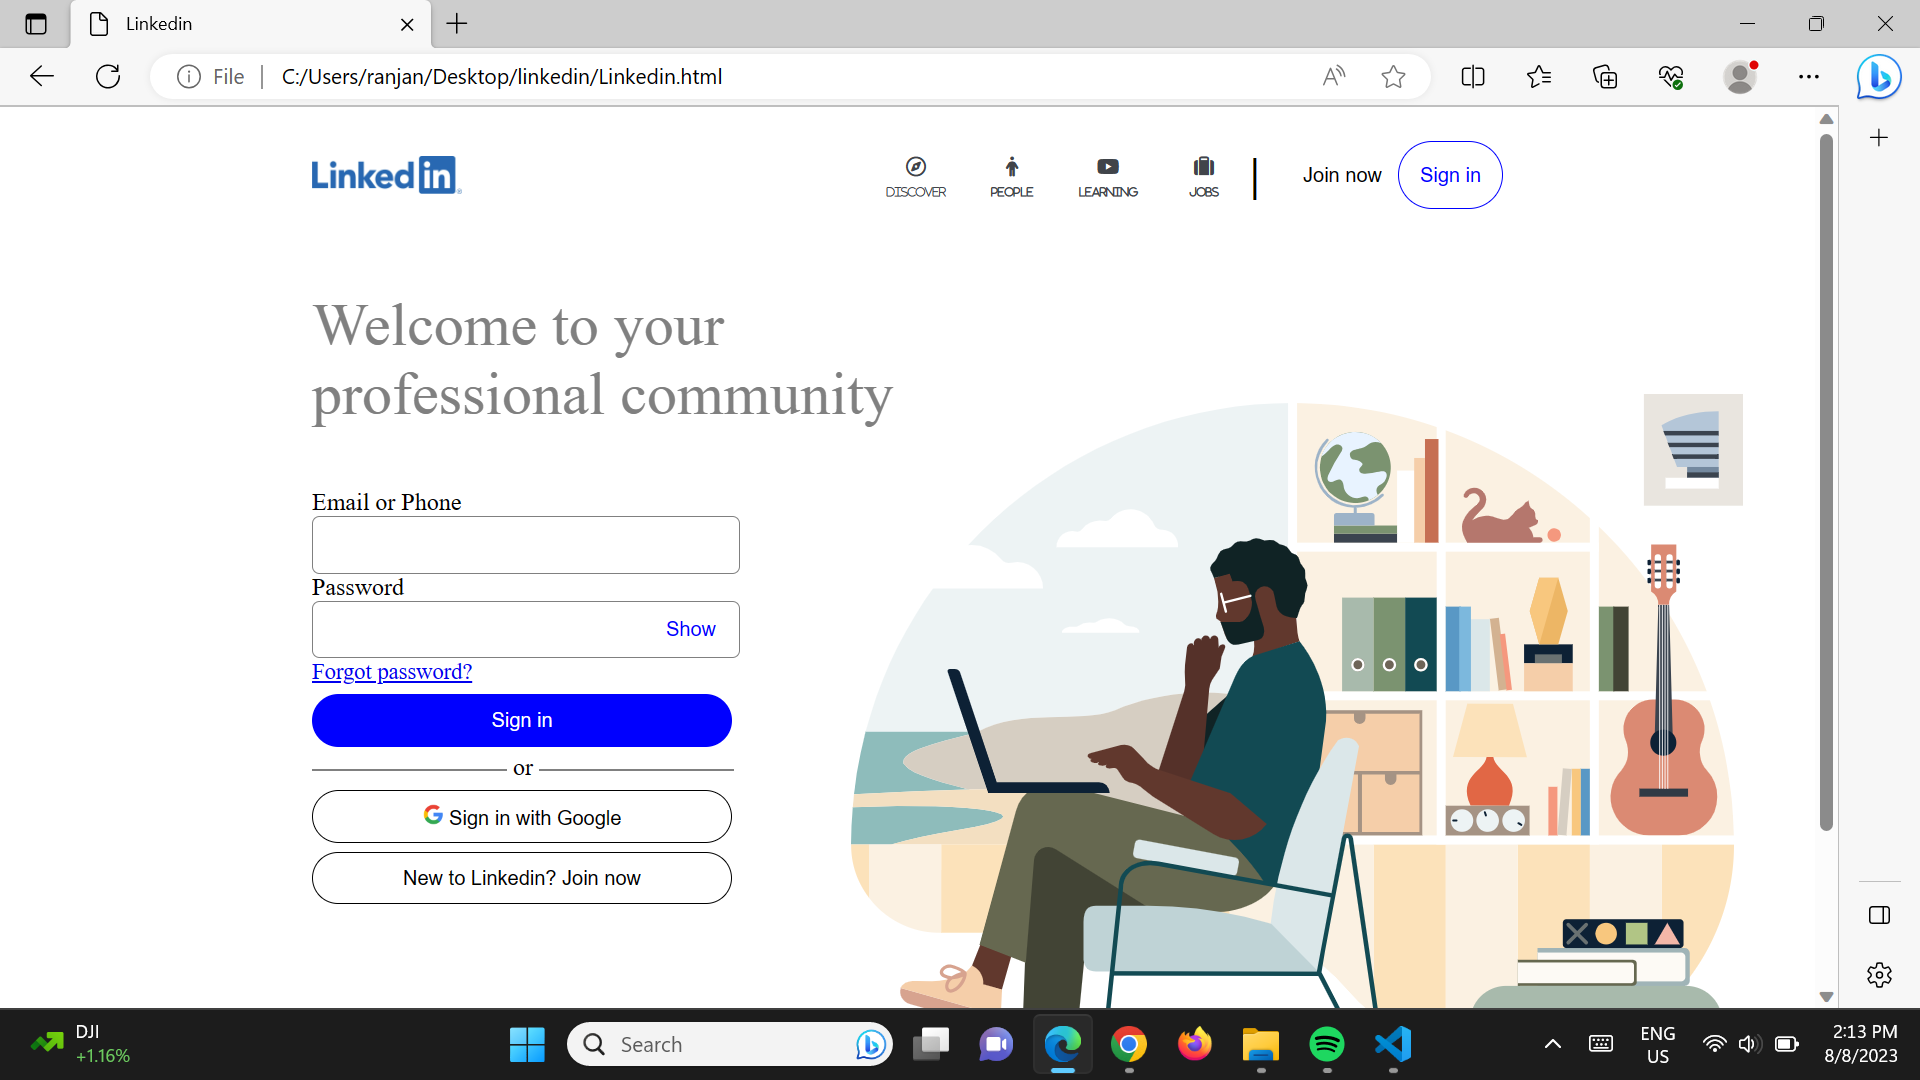 Linkedin
File
C:/Users/ranjan/Desktop/linkedin/Linkedin.html
Linked in
DISCOVER
PEOPLE
LEARNING
JOBS
Join now
Sign in
Welcome to your
professional community
Email or Phone
Password
Show
Forgot password?
Sign in
or
Sign in with Google
New to Linkedin? Join now
DJI
+1.16%
Search
ENG
US
2:13 PM
8/8/2023